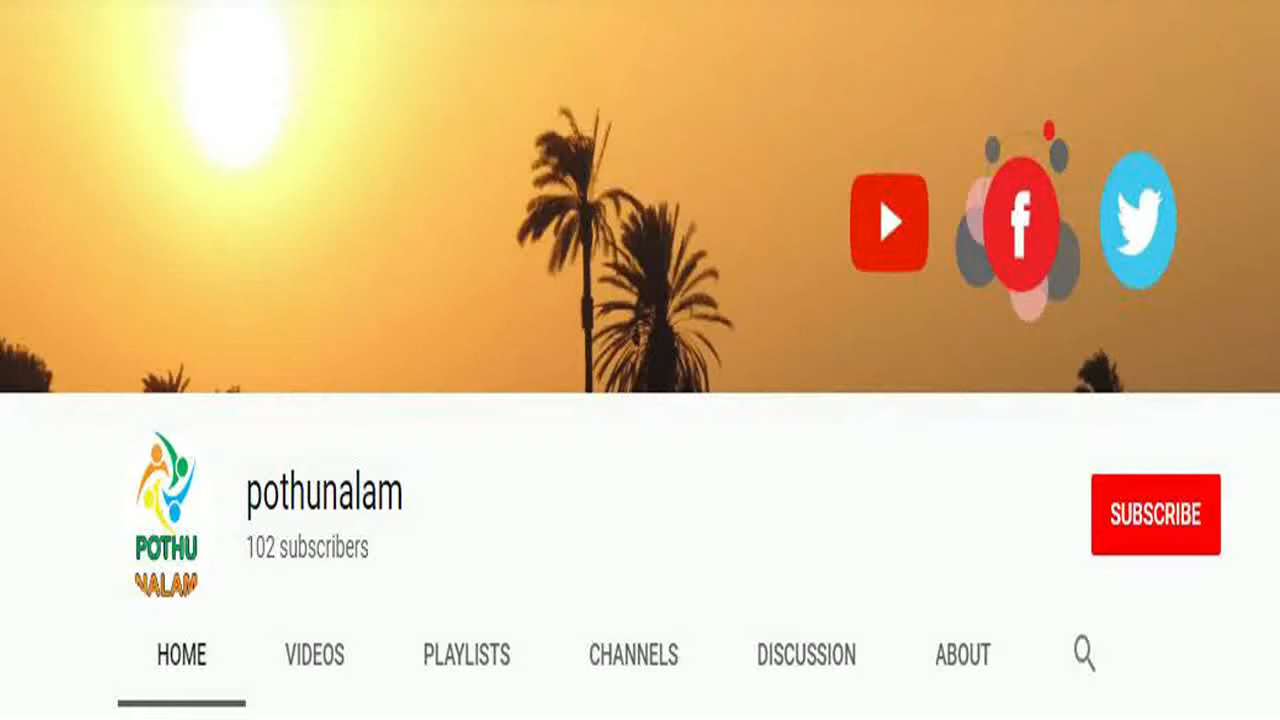 f
pothunalam
102 subscribers
SUBSCRIBE
POTHU
NALAM
HOME VIDEOS PLAYLISTS CHANNELS DISCUSSION ABOUT